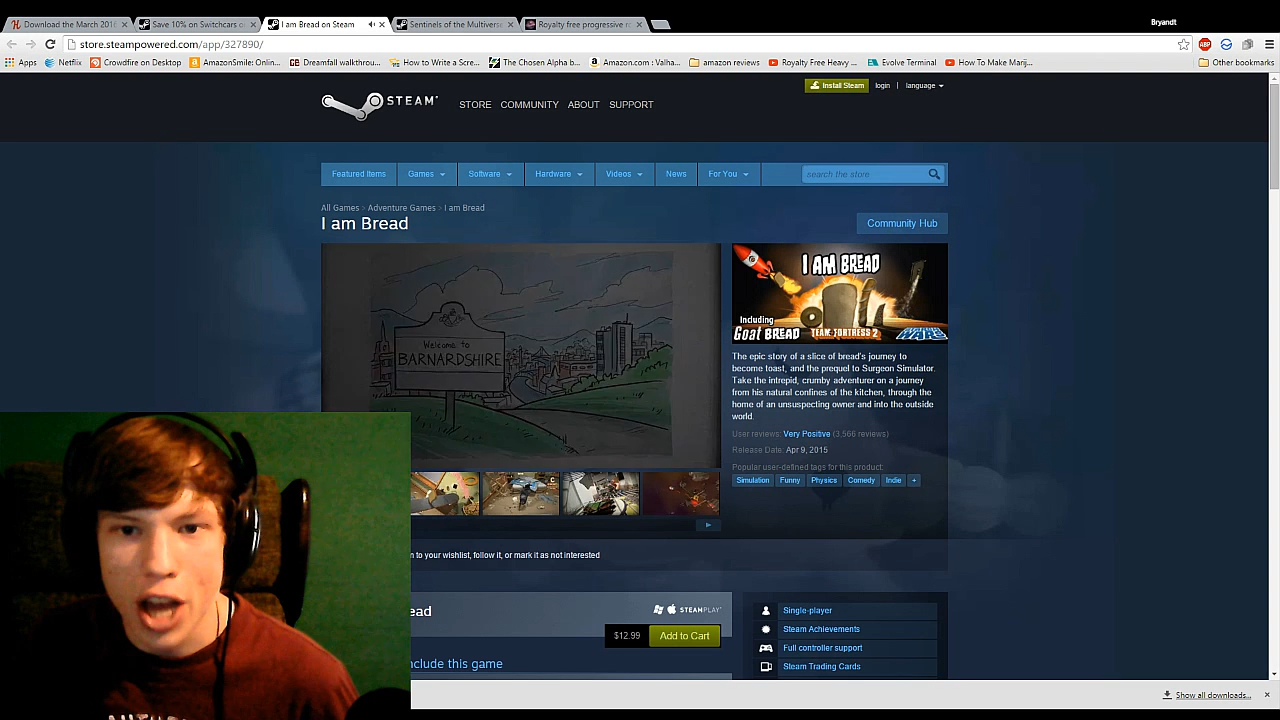 Download the March 2016
Save 10% on Switchcars o
I am Bread on Steam
Sentinels of the Multivers
Royalty free progressive r
Bryandt
store.steampowered.com/app/327890/
ABP
Apps
Netflix
Crowdfire on Desktop
AmazonSmile: Onlin...
Dreamfall walkthrou...
How to Write a Scre...
The Chosen Alpha b...
Amazon.com : Valha...
amazon reviews
Royalty Free Heavy ...
Evolve Terminal
How To Make Marij...
Other bookmarks
STEAM
STORE
COMMUNITY
ABOUT
SUPPORT
Install Steam
login
language
Featured Items
Games
Software
Hardware
Videos
News
For You
search the store
All Games > Adventure Games > I am Bread
I am Bread
Community Hub
Welcome to
BARNARDSHIRE
I AM BREAD
Including
Goat BREAD
TEAM FORTRESS 2
The epic story of a slice of bread's journey to
become toast, and the prequel to Surgeon Simulator.
Take the intrepid, crumby adventurer on a journey
from his natural confines of the kitchen, through the
home of an unsuspecting owner and into the outside
world.
User reviews: Very Positive (3,566 reviews)
Release Date: Apr 9, 2015
Popular user-defined tags for this product:
Simulation
Funny
Physics
Comedy
Indie
+
to your wishlist, follow it, or mark it as not interested
ead
STEAMPLAY
$12.99
Add to Cart
nclude this game
Single-player
Steam Achievements
Full controller support
Steam Trading Cards
Show all downloads...